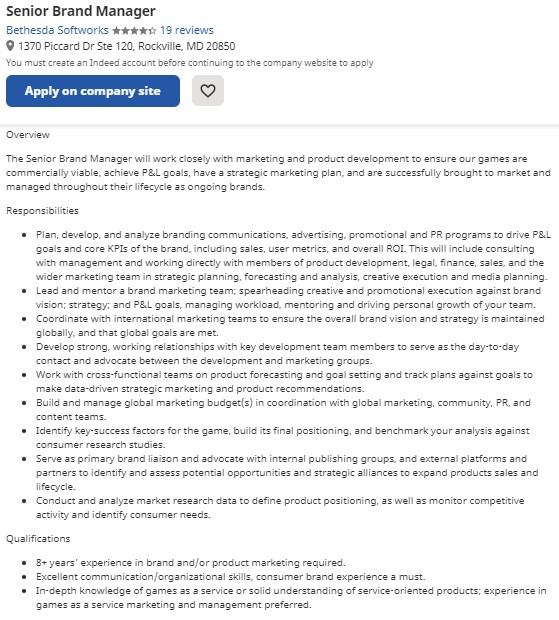 Senior Brand Manager
Bethesda Softworks ★★★★☆ 19 reviews
1370 Piccard Dr Ste 120, Rockville, MD 20850
You must create an Indeed account before continuing to the company website to apply
Apply on company site
Overview
The Senior Brand Manager will work closely with marketing and product development to ensure our games are
commercially viable, achieve P&L goals, have a strategic marketing plan, and are successfully brought to market and
managed throughout their lifecycle as ongoing brands.
Responsibilities
• Plan, develop, and analyze branding communications, advertising, promotional and PR programs to drive P&L
goals and core KPIs of the brand, including sales, user metrics, and overall ROI. This will include consulting
with management and working directly with members of product development, legal, finance, sales, and the
wider marketing team in strategic planning, forecasting and analysis, creative execution and media planning.
• Lead and mentor a brand marketing team; spearheading creative and promotional execution against brand
vision; strategy; and P&L goals, managing workload, mentoring and driving personal growth of your team.
• Coordinate with international marketing teams to ensure the overall brand vision and strategy is maintained
globally, and that global goals are met.
• Develop strong, working relationships with key development team members to serve as the day-to-day
contact and advocate between the development and marketing groups.
• Work with cross-functional teams on product forecasting and goal setting and track plans against goals to
make data-driven strategic marketing and product recommendations.
• Build and manage global marketing budget(s) in coordination with global marketing, community, PR, and
content teams.
• Identify key-success factors for the game, build its final positioning, and benchmark your analysis against
consumer research studies.
• Serve as primary brand liaison and advocate with internal publishing groups, and external platforms and
partners to identify and assess potential opportunities and strategic alliances to expand products sales and
lifecycle.
• Conduct and analyze market research data to define product positioning, as well as monitor competitive
activity and identify consumer needs.
Qualifications
• 8+ years' experience in brand and/or product marketing required.
• Excellent communication/organizational skills, consumer brand experience a must.
• In-depth knowledge of games as a service or solid understanding of service-oriented products; experience in
games as a service marketing and management preferred.